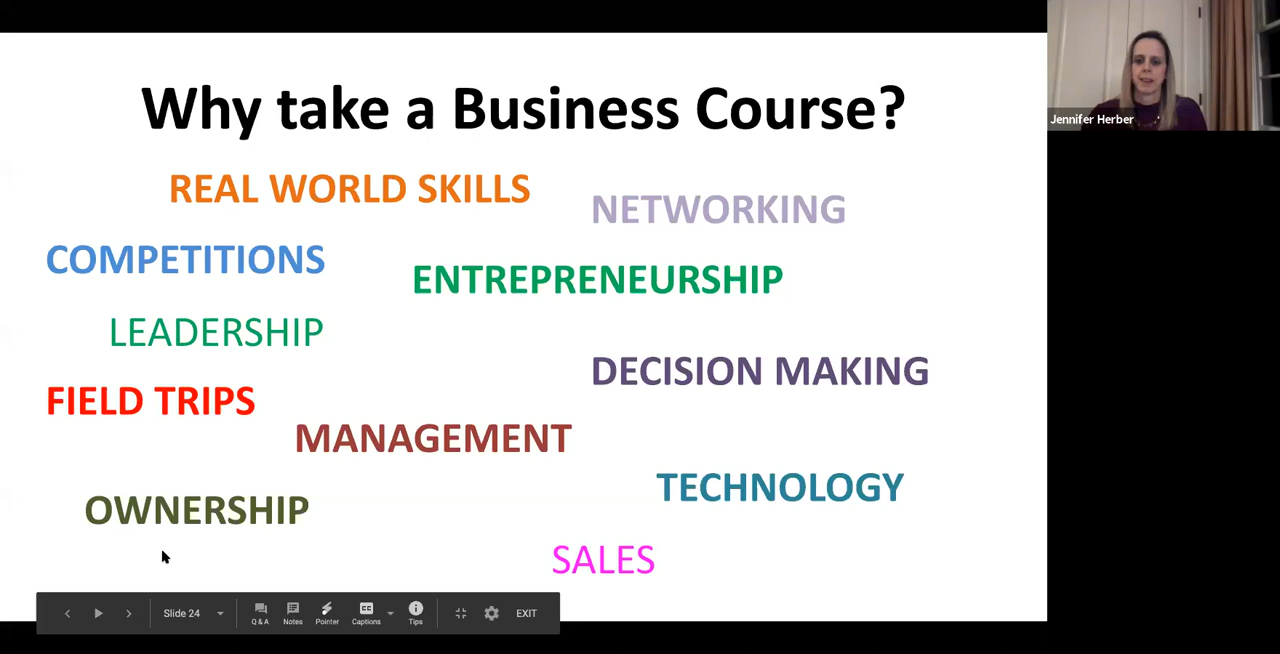 Why take a Business Course?
REAL WORLD SKILLS
NETWORKING
COMPETITIONS
ENTREPRENEURSHIP
LEADERSHIP
DECISION MAKING
FIELD TRIPS
MANAGEMENT
TECHNOLOGY
OWNERSHIP
SALES
Slide 24
Q & A
Notes
Pointer
CC
Captions
Tips
EXIT
Jennifer Herber